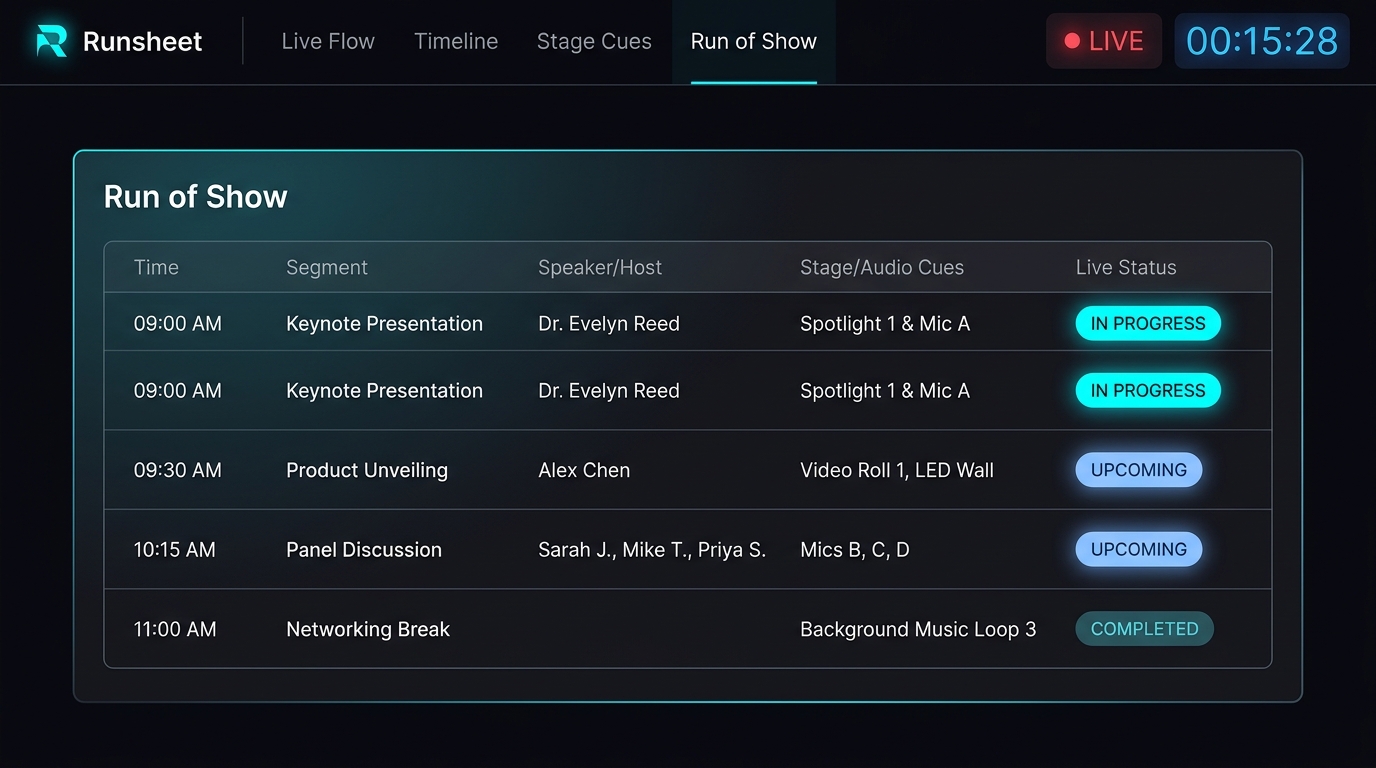 Runsheet Live Flow Timeline Stage Cues Run of Show LIVE 00:15:28
Run of Show
Time Segment Speaker/Host Stage/Audio Cues Live Status
09:00 AM Keynote Presentation Dr. Evelyn Reed Spotlight 1 & Mic A IN PROGRESS
09:00 AM Keynote Presentation Dr. Evelyn Reed Spotlight 1 & Mic A IN PROGRESS
09:30 AM Product Unveiling Alex Chen Video Roll 1, LED Wall UPCOMING
10:15 AM Panel Discussion Sarah J., Mike T., Priya S. Mics B, C, D UPCOMING
11:00 AM Networking Break Background Music Loop 3 COMPLETED